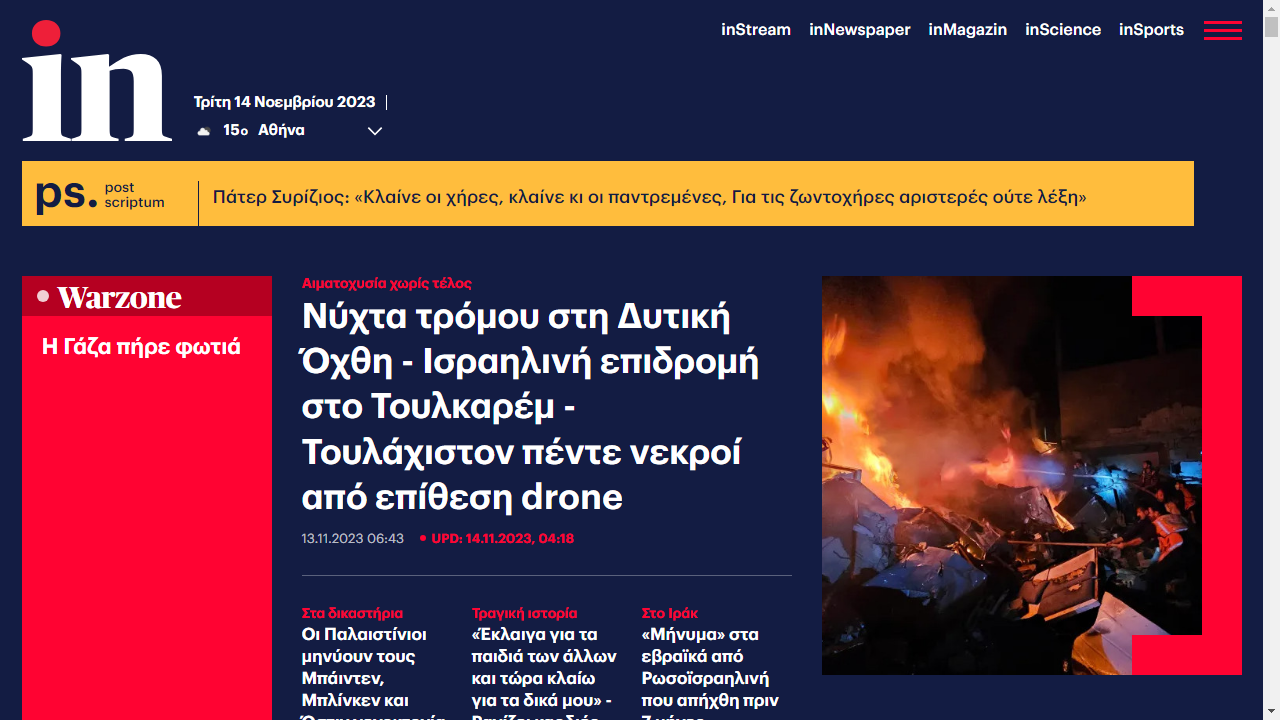 in
inStream inNewspaper inMagazin inScience inSports
Τρίτη 14 Νοεμβρίου 2023
15ο Αθήνα
ps. post scriptum
Πάτερ Συρίζιος: «Κλαίνε οι χήρες, κλαίνε κι οι παντρεμένες, Για τις ζωντοχήρες αριστερές ούτε λέξη»
Warzone
Η Γάζα πήρε φωτιά
Αιματοχυσία χωρίς τέλος
Νύχτα τρόμου στη Δυτική
Όχθη - Ισραηλινή επιδρομή
στο Τουλκαρέμ -
Τουλάχιστον πέντε νεκροί
από επίθεση drone
13.11.2023 06:43 UPD: 14.11.2023, 04:18
Στα δικαστήρια
Οι Παλαιστίνιοι
μηνύουν τους
Μπάιντεν,
Μπλίνκεν και
Τραγική ιστορία
«Έκλαιγα για τα
παιδιά των άλλων
και τώρα κλαίω
για τα δικά μου» -
Στο Ιράκ
«Μήνυμα» στα
εβραϊκά από
Ρωσοϊσραηλινή
που απήχθη πριν